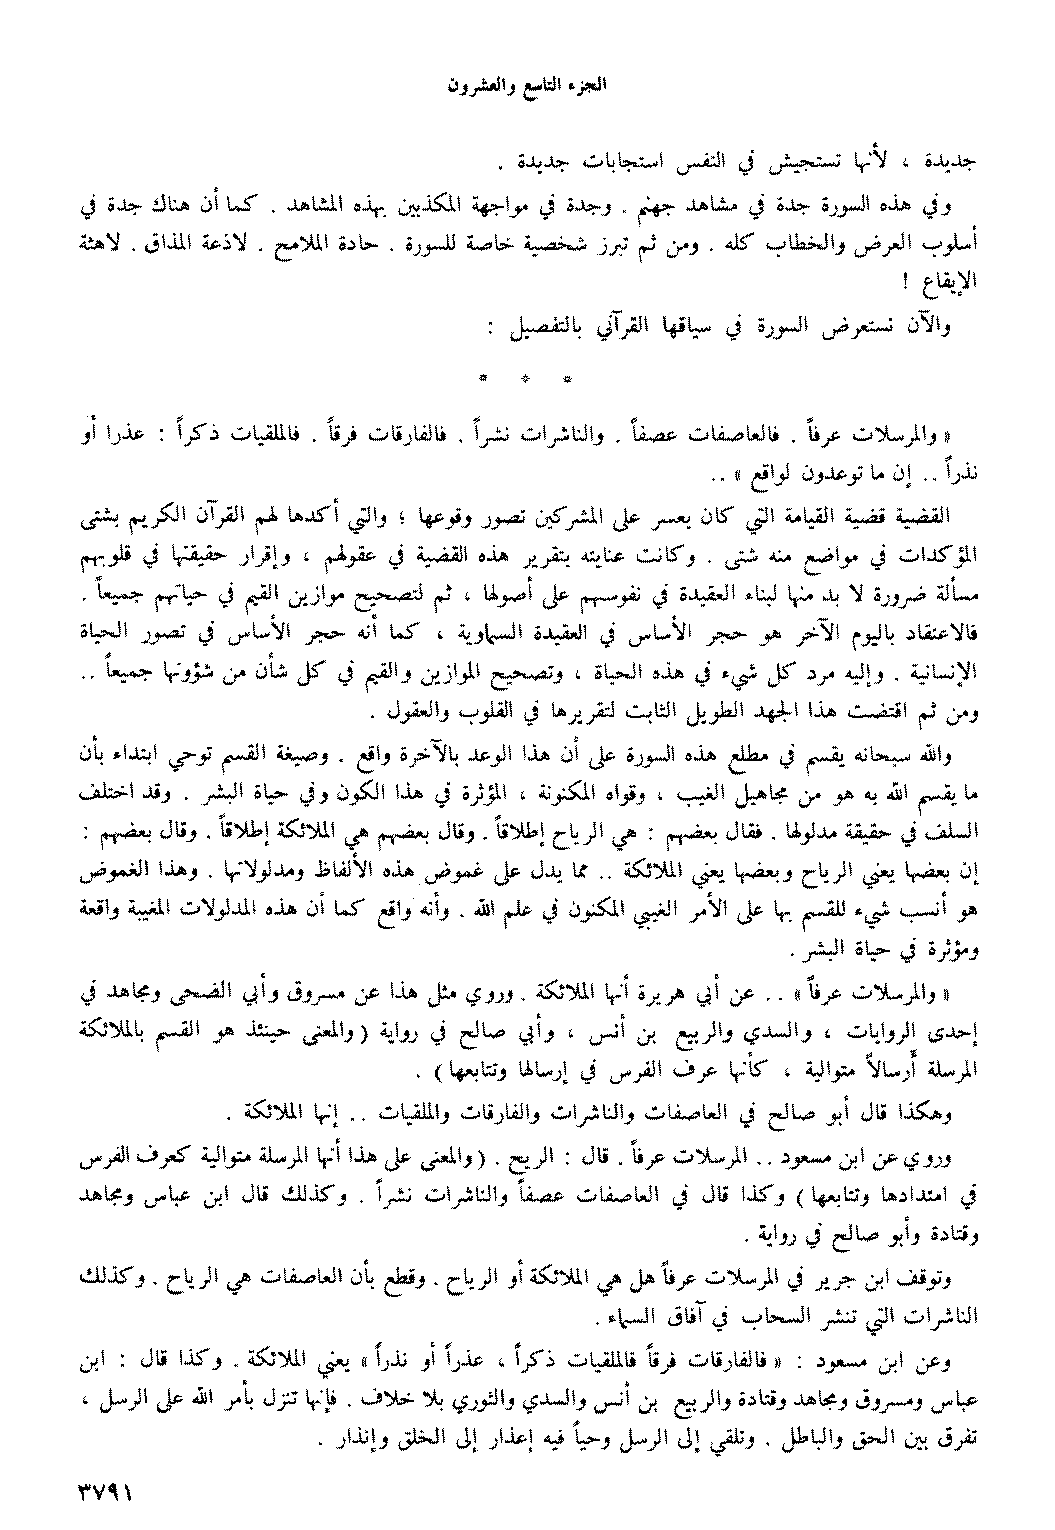 الجزء التاسع والعشرون
جديدة ، لأنها تستجيش في النفس استجابات جديدة .
وفي هذه السورة جدة في مشاهد جهنم . وجدة في مواجهة المكذبين بهذه المشاهد . كما أن هناك جدة في
أسلوب العرض والخطاب كله . ومن ثم تبرز شخصية خاصة للسورة . حادة الملامح . لاذعة المذاق . لاهثة
الإيقاع !
والآن نستعرض السورة في سياقها القرآني بالتفصيل :
* * *
« والمرسلات عرفاً . فالعاصفات عصفاً . والناشرات نشراً . فالفارقات فرقاً . فالملقيات ذكراً : عذرا أو
نذراً .. إن ما توعدون لواقع » ..
القضية قضية القيامة التي كان يعسر على المشركين تصور وقوعها ؛ والتي أكدها لهم القرآن الكريم بشتى
المؤكدات في مواضع منه شتى . وكانت عنايته بتقرير هذه القضية في عقولهم ، وإقرار حقيقتها في قلوبهم
مسألة ضرورة لا بد منها لبناء العقيدة في نفوسهم على أصولها ، ثم لتصحيح موازين القيم في حياتهم جميعاً .
فالاعتقاد باليوم الآخر هو حجر الأساس في العقيدة السماوية ، كما أنه حجر الأساس في تصور الحياة
الإنسانية . وإليه مرد كل شيء في هذه الحياة ، وتصحيح الموازين والقيم في كل شأن من شؤونها جميعاً ..
ومن ثم اقتضت هذا الجهد الطويل الثابت لتقريرها في القلوب والعقول .
والله سبحانه يقسم في مطلع هذه السورة على أن هذا الوعد بالآخرة واقع . وصيغة القسم توحي ابتداء بأن
ما يقسم الله به هو من مجاهيل الغيب ، وقواه المكنونة ، المؤثرة في هذا الكون وفي حياة البشر . وقد اختلف
السلف في حقيقة مدلولها . فقال بعضهم : هي الرياح إطلاقاً . وقال بعضهم هي الملائكة إطلاقاً . وقال بعضهم :
إن بعضها يعني الرياح وبعضها يعني الملائكة .. مما يدل على غموض هذه الألفاظ ومدلولاتها . وهذا الغموض
هو أنسب شيء للقسم بها على الأمر الغيبي المكنون في علم الله . وأنه واقع كما أن هذه المدلولات المغيبة واقعة
ومؤثرة في حياة البشر .
« والمرسلات عرفاً » .. عن أبي هريرة أنها الملائكة . وروي مثل هذا عن مسروق وأبي الضحى ومجاهد في
إحدى الروايات ، والسدي والربيع بن أنس ، وأبي صالح في رواية ( والمعنى حينئذ هو القسم بالملائكة
المرسلة أرسالاً متوالية ، كأنها عرف الفرس في إرسالها وتتابعها ) .
وهكذا قال أبو صالح في العاصفات والناشرات والفارقات والملقيات .. إنها الملائكة .
وروي عن ابن مسعود .. المرسلات عرفاً . قال : الريح . ( والمعنى على هذا أنها المرسلة متوالية كعرف الفرس
في امتدادها وتتابعها ) وكذا قال في العاصفات عصفاً والناشرات نشراً . وكذلك قال ابن عباس ومجاهد
وقتادة وأبو صالح في رواية .
وتوقف ابن جرير في المرسلات عرفاً هل هي الملائكة أو الرياح . وقطع بأن العاصفات هي الرياح . وكذلك
الناشرات التي تنشر السحاب في آفاق السماء .
وعن ابن مسعود : « فالفارقات فرقاً فالملقيات ذكراً ، عذراً أو نذراً » يعني الملائكة . وكذا قال : ابن
عباس ومسروق ومجاهد وقتادة والربيع بن أنس والسدي والثوري بلا خلاف . فإنها تنزل بأمر الله على الرسل ،
تفرق بين الحق والباطل . وتلقي إلى الرسل وحياً فيه إعذار إلى الخلق وإنذار .
٣٧٩١